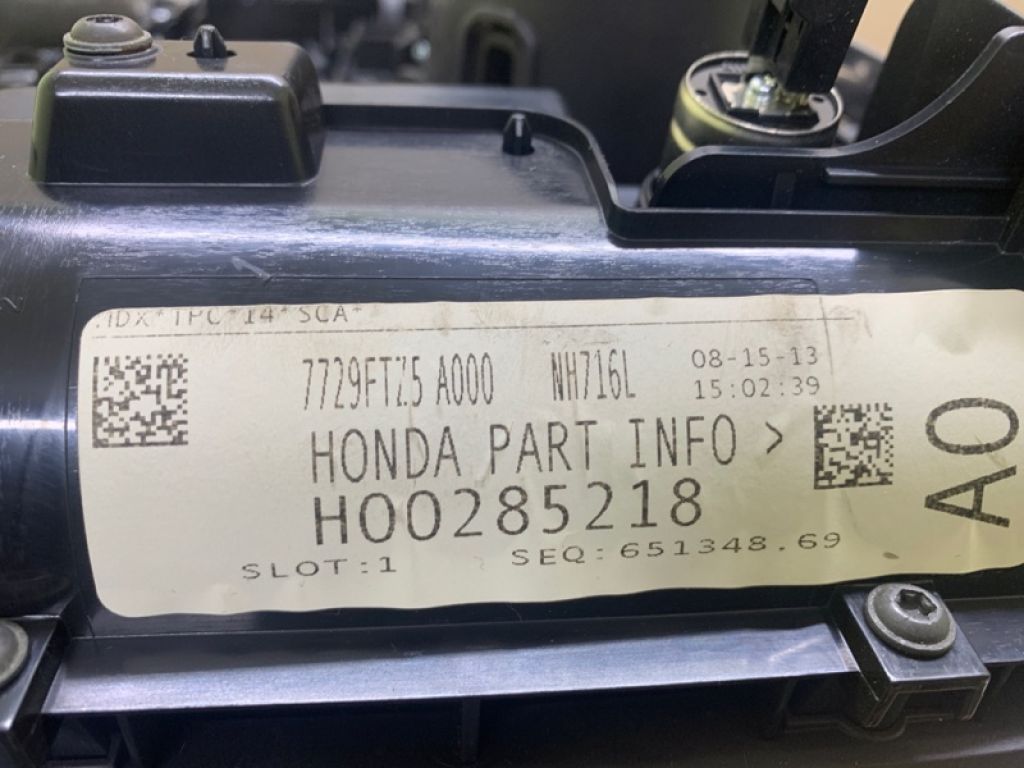 MDX*TPC*14*SCA*
7729FTZ5 A000 NH716L 08-15-13
15:02:39
HONDA PART INFO >
H00285218
SLOT:1 SEQ:651348.69
A0